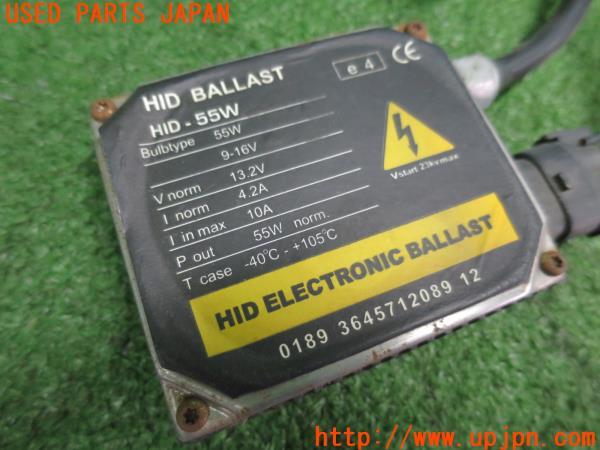 USED PARTS JAPAN
HID BALLAST
e 4 CE
HID - 55W
Bulbtype 55W
9-16V
V norm 13.2V
I norm 4.2A
I in max 10A
P out 55W norm.
T case -40℃ - +105℃
Vstart 23kvmax
HID ELECTRONIC BALLAST
0189 3645712089 12
http://www.upjpn.com